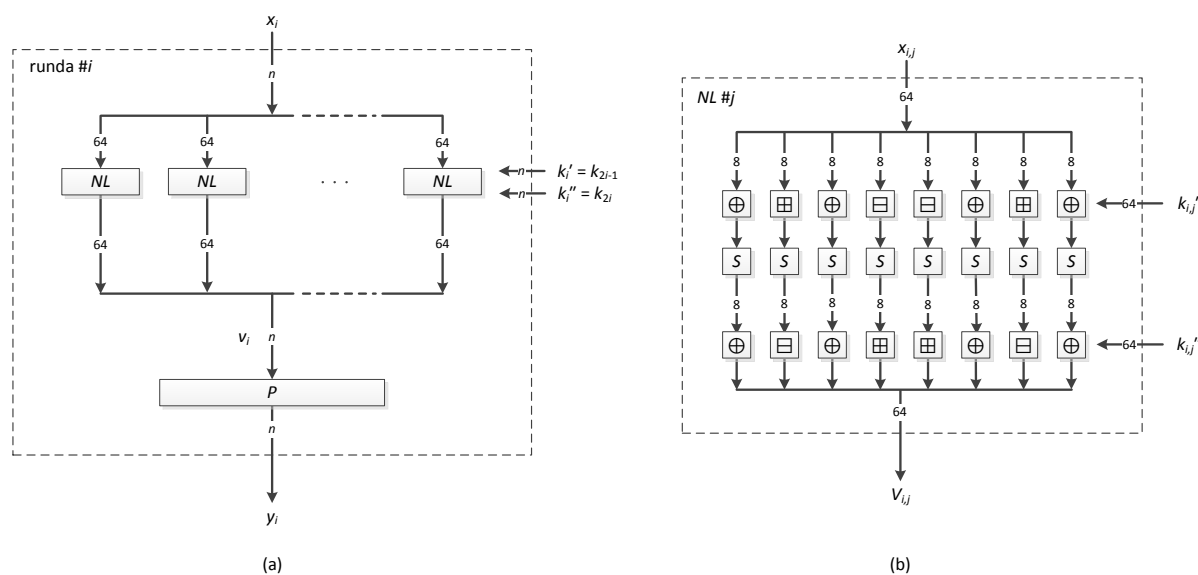 x_i
runda #i
n
64 64 64
NL NL . . . NL
n k_i' = k_{2i-1}
n k_i'' = k_{2i}
64 64 64
v_i n
P
n
y_i
(a)
x_{i,j}
NL #j
64
8 8 8 8 8 8 8 8
⊕ ⊞ ⊕ ⊟ ⊟ ⊕ ⊞ ⊕ 64 k_{i,j}'
S S S S S S S S
8 8 8 8 8 8 8 8
⊕ ⊟ ⊕ ⊞ ⊞ ⊕ ⊟ ⊕ 64 k_{i,j}'
64
V_{i,j}
(b)